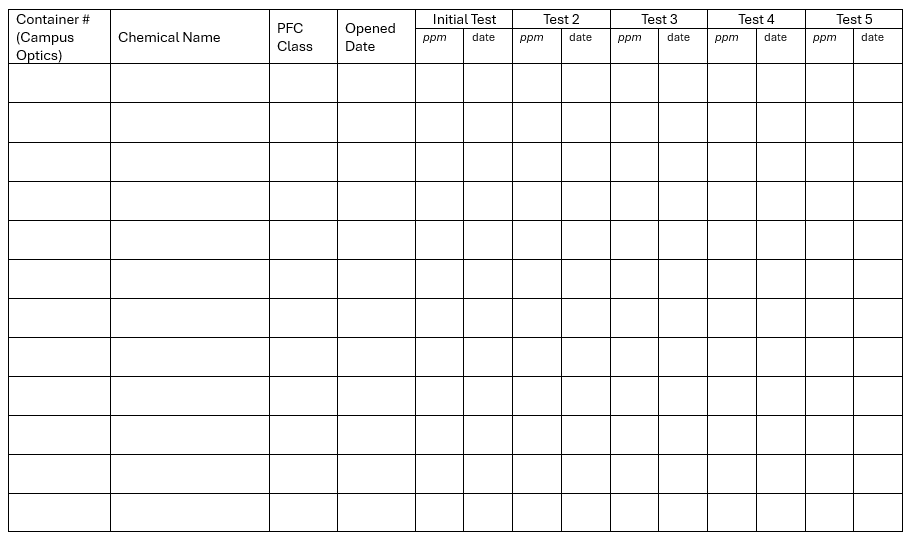 Container #
(Campus
Optics)
Chemical Name
PFC
Class
Opened
Date
Initial Test
Test 2
Test 3
Test 4
Test 5
ppm date ppm date ppm date ppm date ppm date